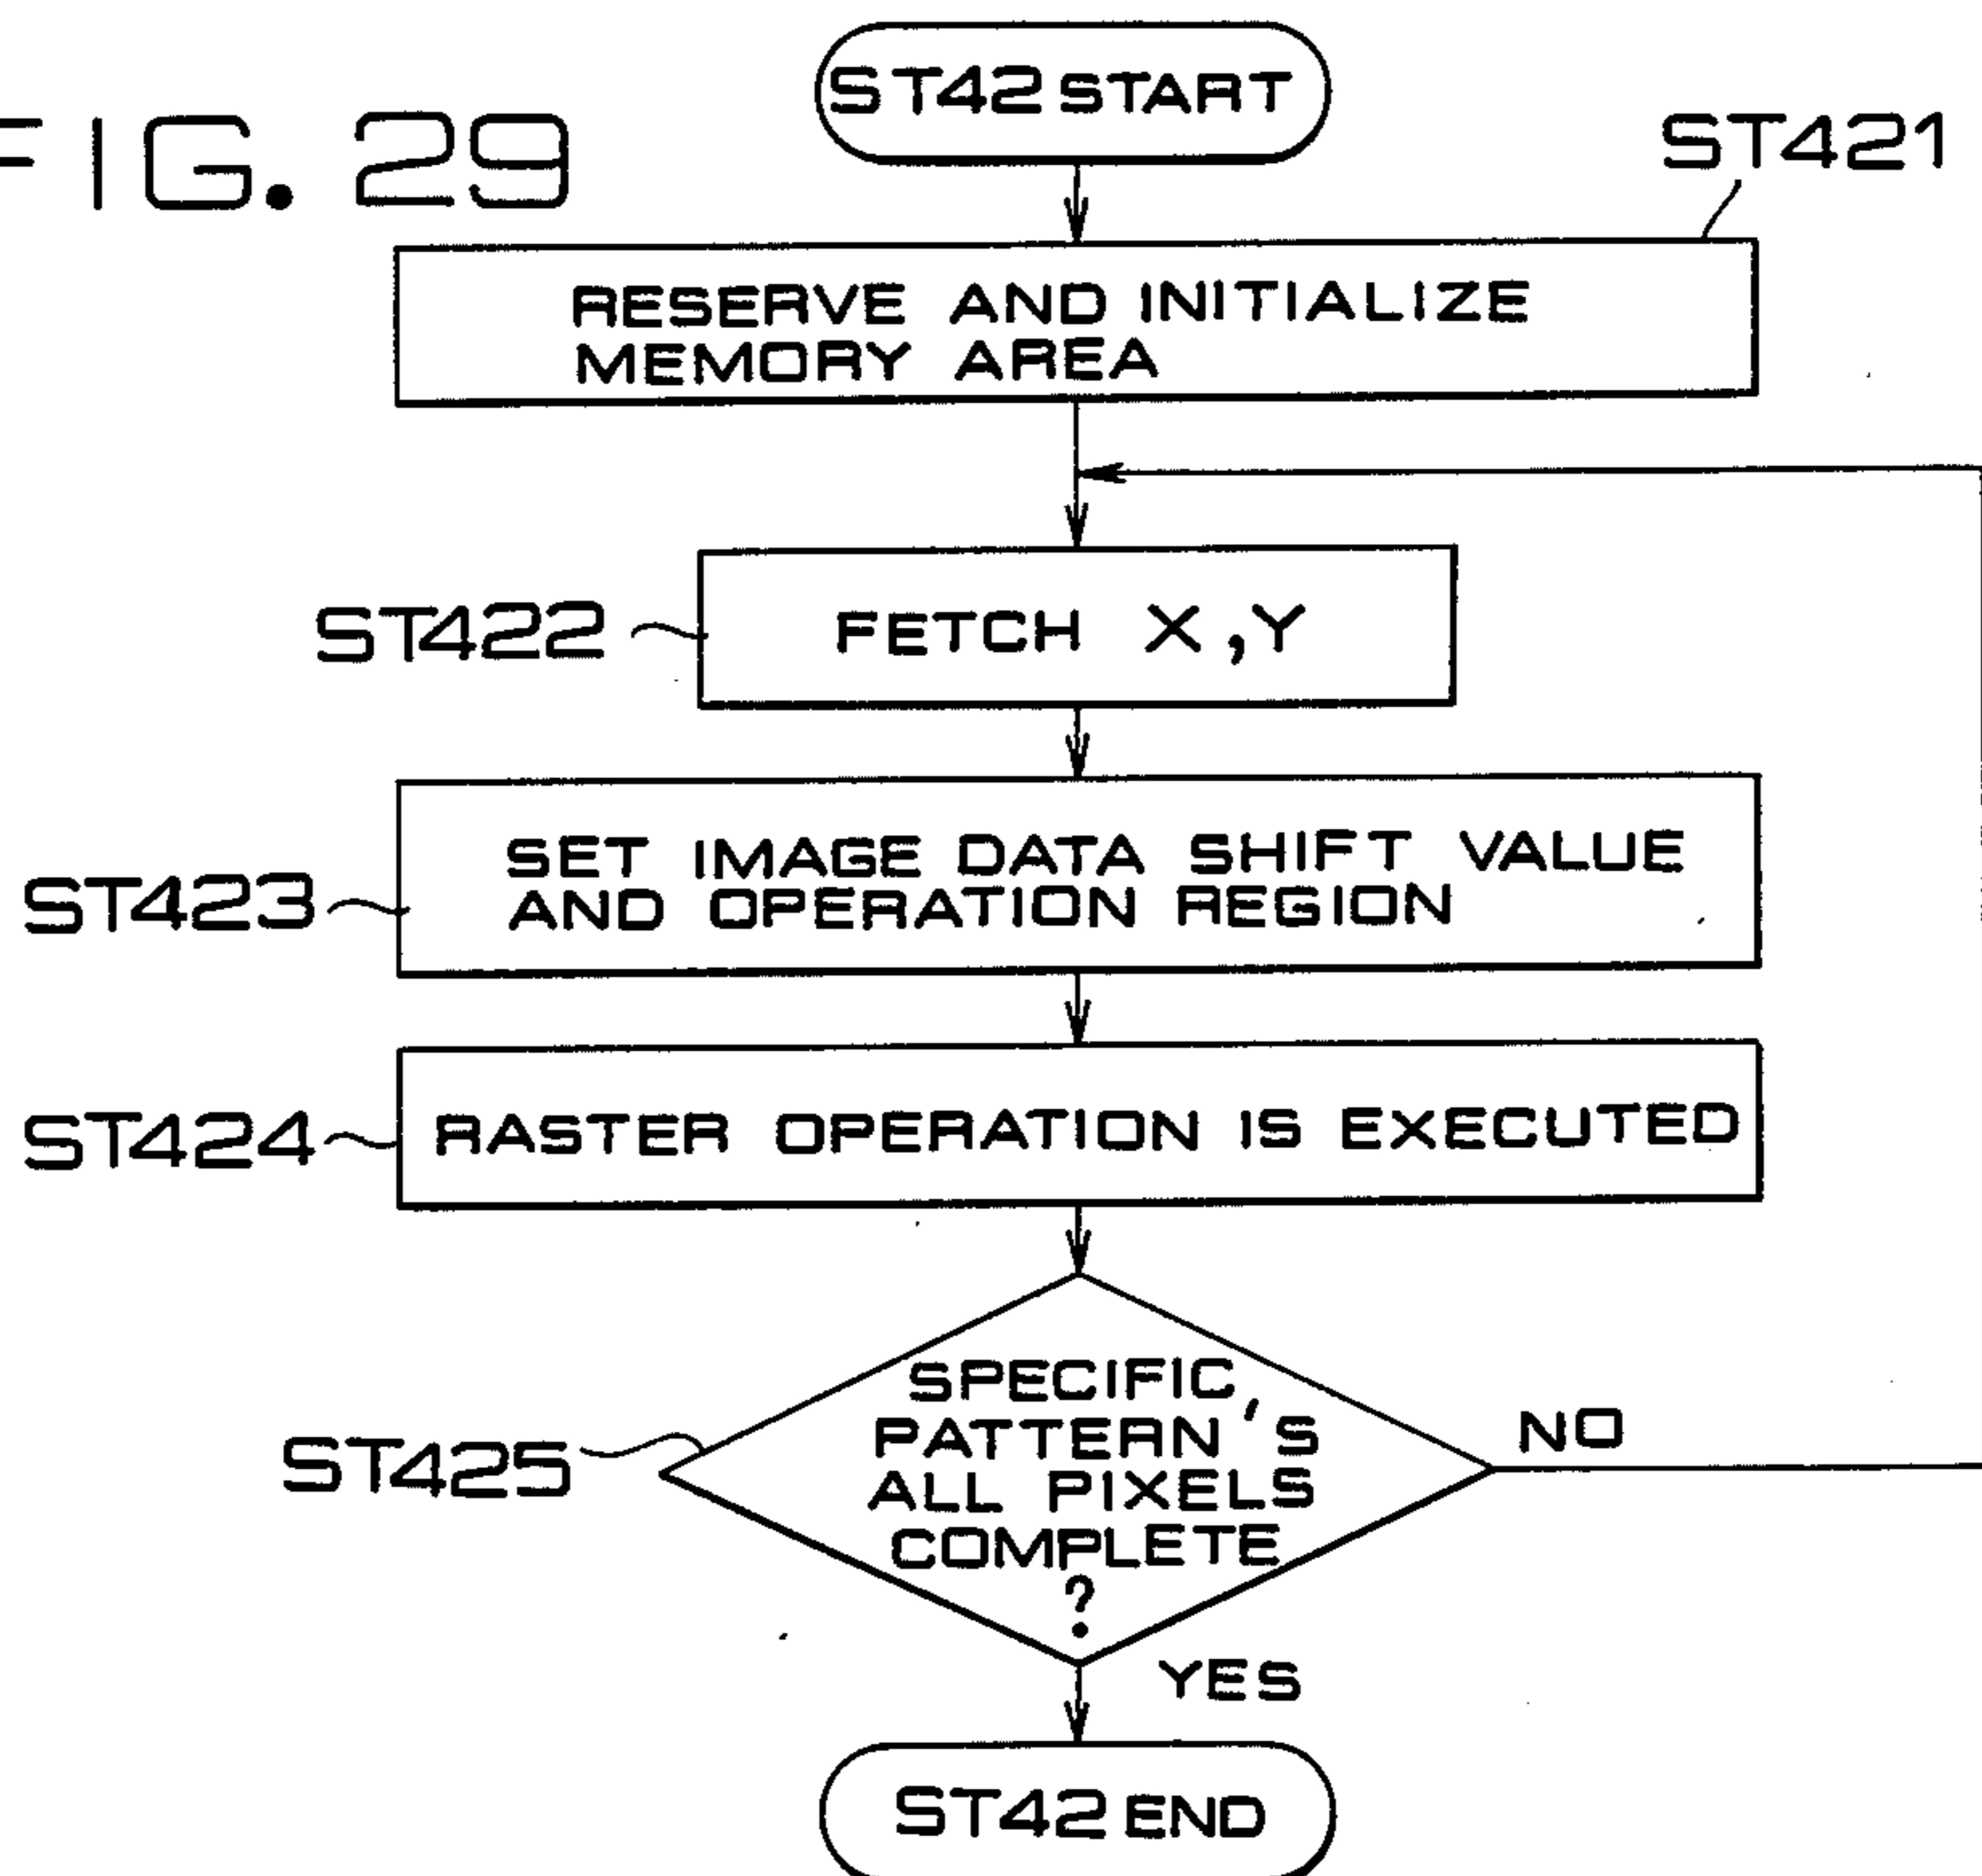 FIG. 29
ST42 START
ST421
RESERVE AND INITIALIZE
MEMORY AREA
ST422
FETCH X,Y
ST423
SET IMAGE DATA SHIFT VALUE
AND OPERATION REGION
ST424
RASTER OPERATION IS EXECUTED
ST425
SPECIFIC
PATTERN'S
ALL PIXELS
COMPLETE
?
NO
YES
ST42 END